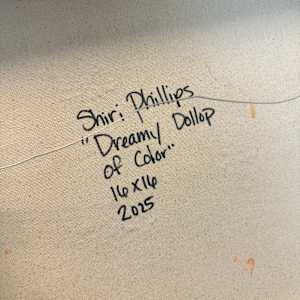 Shiri Phillips
"Dreamy Dollop
of Color"
16x16
2025